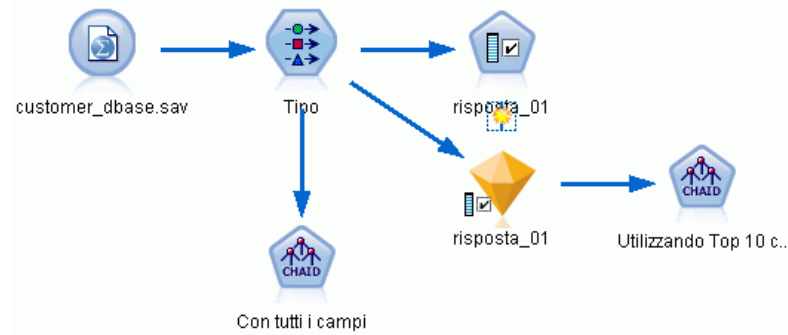 customer_dbase.sav
Tipo
risposta_01
CHAID
risposta_01
Utilizzando Top 10 c..
CHAID
Con tutti i campi